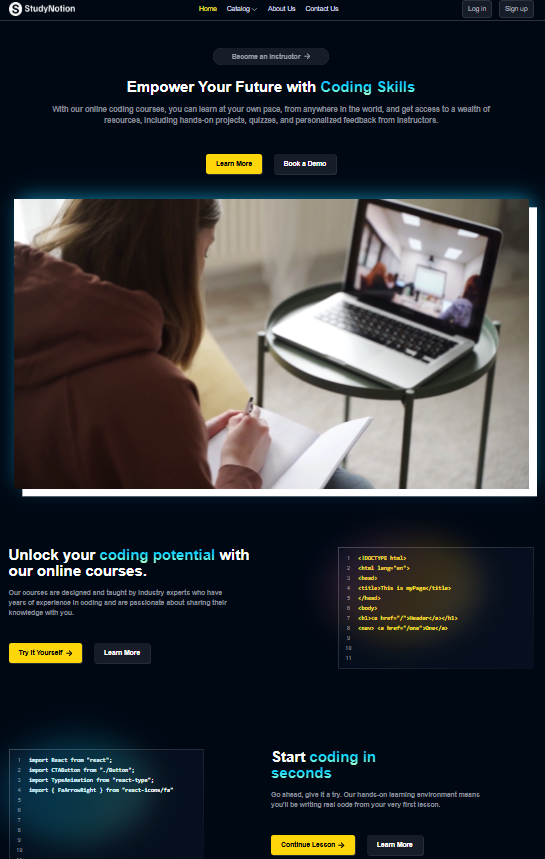 StudyNotion
Home Catalog About Us Contact Us
Log in Sign up
Become an Instructor
Empower Your Future with Coding Skills
With our online coding courses, you can learn at your own pace, from anywhere in the world, and get access to a wealth of
resources, including hands-on projects, quizzes, and personalized feedback from instructors.
Learn More Book a Demo
Unlock your coding potential with
our online courses.
Our courses are designed and taught by industry experts who have
years of experience in coding and are passionate about sharing their
knowledge with you.
Try It Yourself Learn More
1 <!DOCTYPE html>
2 <html lang="en">
3 <head>
4 <title>This is myPage</title>
5 </head>
6 <body>
7 <h1><a href="/">Header</a></h1>
8 <nav> <a href="/one">One</a>
9
10
11
1 import React from "react";
2 import CTAButton from "./Button";
3 import TypeAnimation from "react-type";
4 import { FaArrowRight } from "react-icons/fa"
5
6
7
8
9
10
Start coding in
seconds
Go ahead, give it a try. Our hands-on learning environment means
you'll be writing real code from your very first lesson.
Continue Lesson Learn More